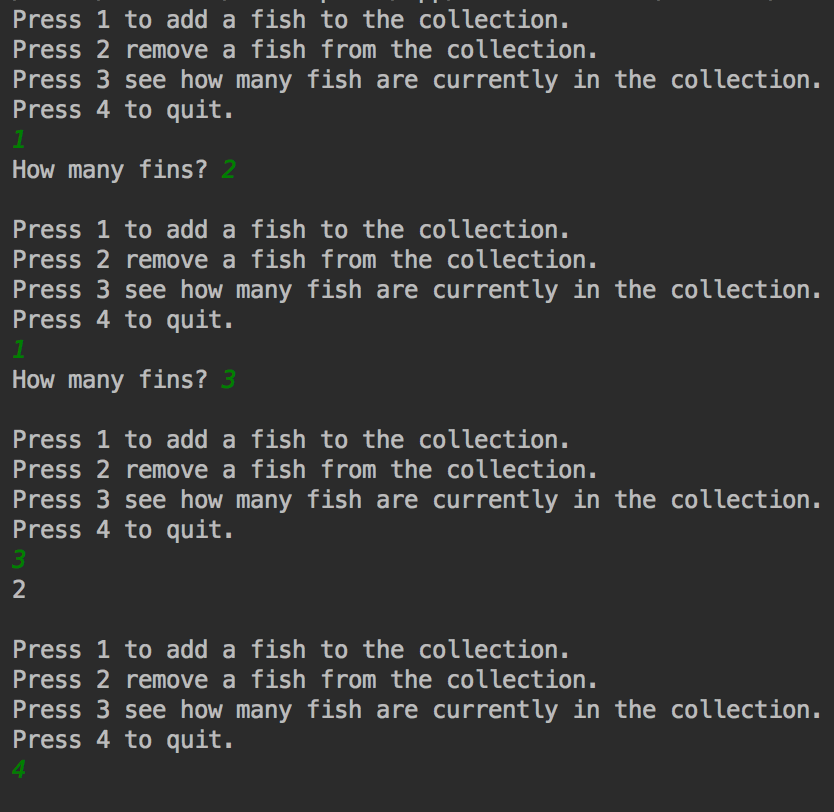 Press 1 to add a fish to the collection.
Press 2 remove a fish from the collection.
Press 3 see how many fish are currently in the collection.
Press 4 to quit.
1
How many fins? 2
Press 1 to add a fish to the collection.
Press 2 remove a fish from the collection.
Press 3 see how many fish are currently in the collection.
Press 4 to quit.
1
How many fins? 3
Press 1 to add a fish to the collection.
Press 2 remove a fish from the collection.
Press 3 see how many fish are currently in the collection.
Press 4 to quit.
3
2
Press 1 to add a fish to the collection.
Press 2 remove a fish from the collection.
Press 3 see how many fish are currently in the collection.
Press 4 to quit.
4